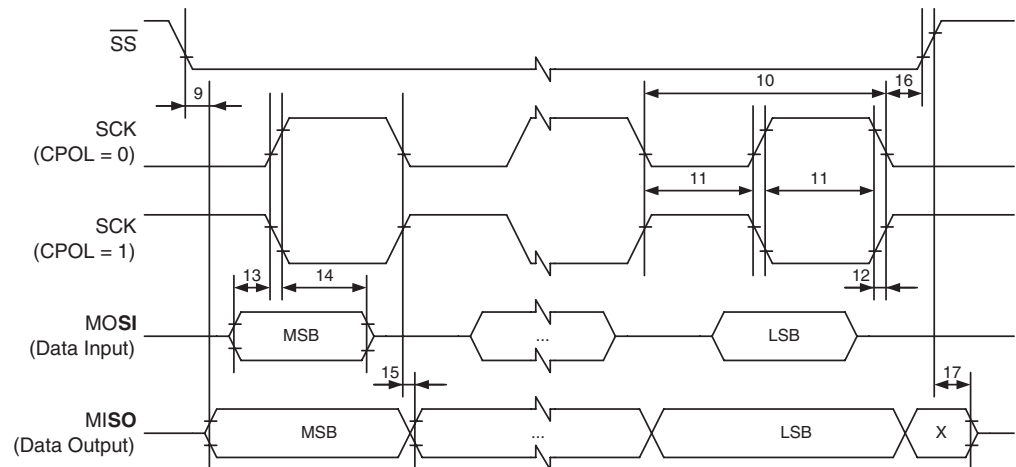 SS
9
10
16
SCK
(CPOL = 0)
11
11
SCK
(CPOL = 1)
13
14
12
MOSI
(Data Input)
MSB
...
LSB
15
17
MISO
(Data Output)
MSB
...
LSB
X